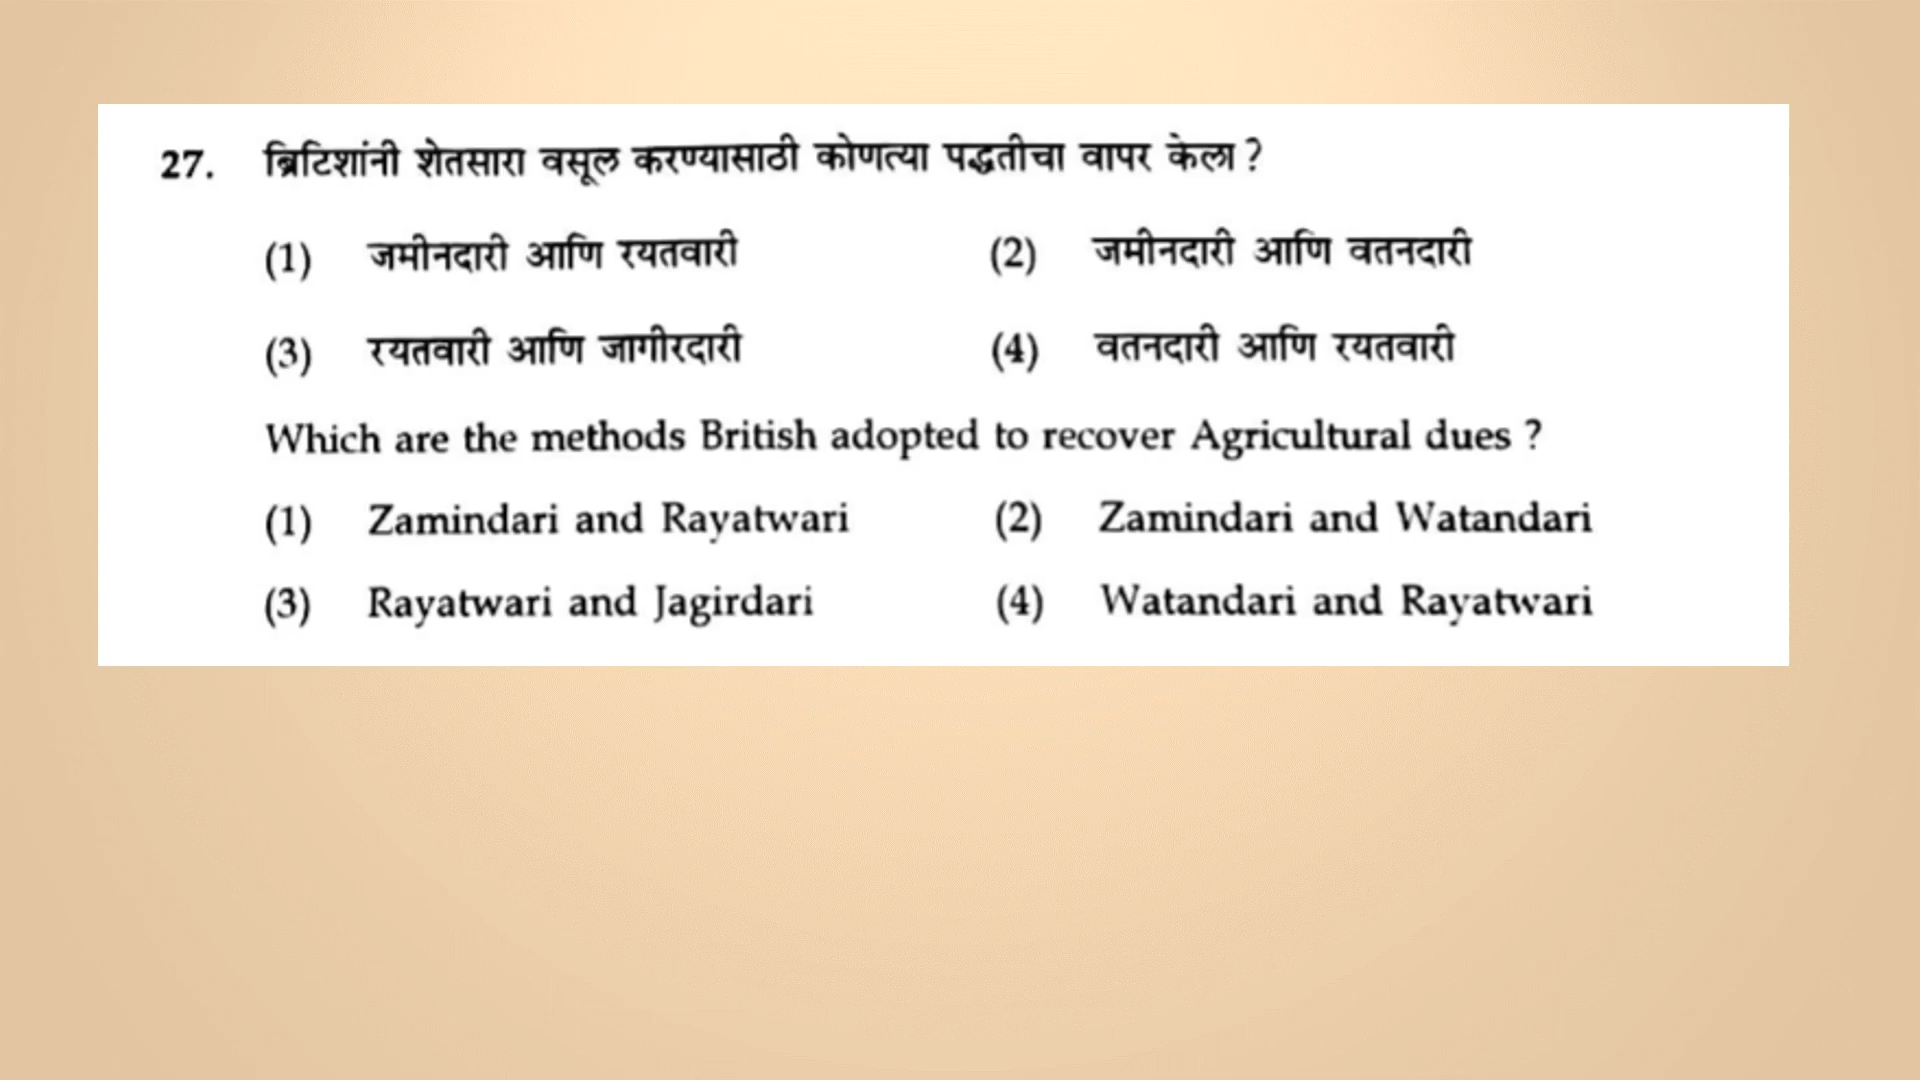 27. ब्रिटिशांनी शेतसारा वसूल करण्यासाठी कोणत्या पद्धतीचा वापर केला ?
(1) जमीनदारी आणि रयतवारी (2) जमीनदारी आणि वतनदारी
(3) रयतवारी आणि जागीरदारी (4) वतनदारी आणि रयतवारी
Which are the methods British adopted to recover Agricultural dues ?
(1) Zamindari and Rayatwari (2) Zamindari and Watandari
(3) Rayatwari and Jagirdari (4) Watandari and Rayatwari